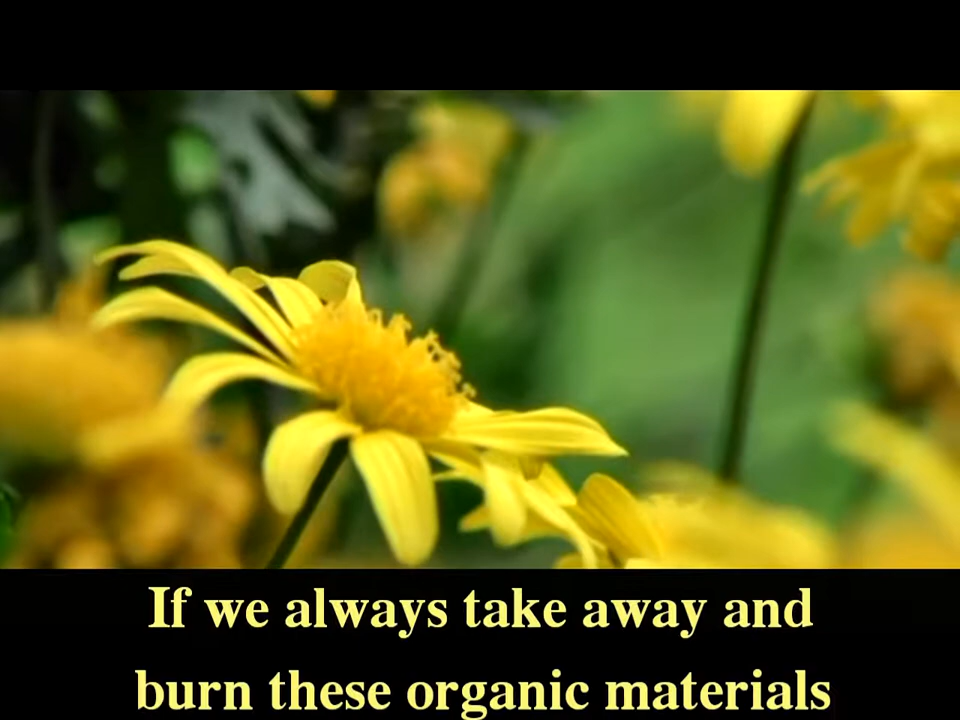 If we always take away and
burn these organic materials